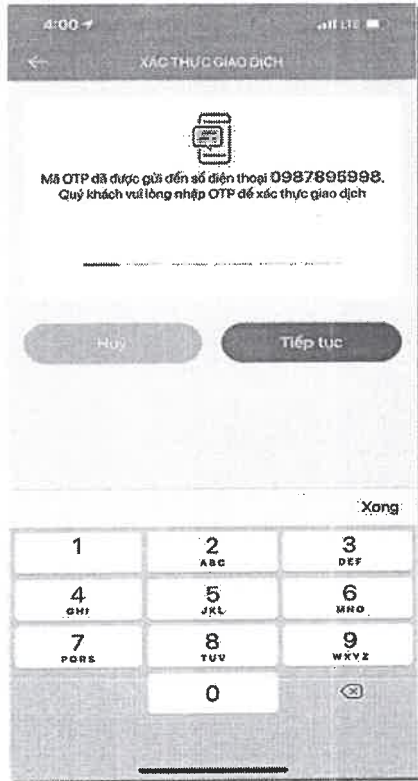 4:00
LTE
XÁC THỰC GIAO DỊCH
Mã OTP đã được gửi đến số điện thoại 0987895998.
Quý khách vui lòng nhập OTP để xác thực giao dịch
Huỷ
Tiếp tục
Xong
1
2
3
ABC
DEF
4
5
6
GHI
JKL
MNO
7
8
9
PQRS
TUV
WXYZ
0